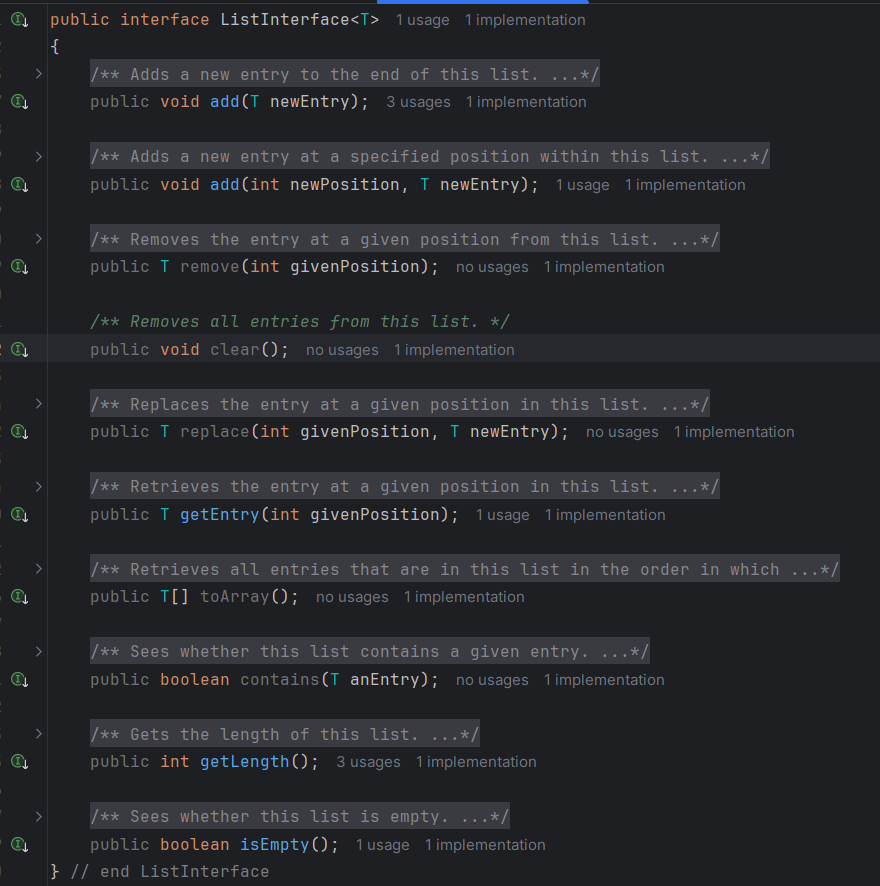 public interface ListInterface<T> 1 usage 1 implementation
{
/** Adds a new entry to the end of this list. ...*/
public void add(T newEntry); 3 usages 1 implementation
/** Adds a new entry at a specified position within this list. ...*/
public void add(int newPosition, T newEntry); 1 usage 1 implementation
/** Removes the entry at a given position from this list. ...*/
public T remove(int givenPosition); no usages 1 implementation
/** Removes all entries from this list. */
public void clear(); no usages 1 implementation
/** Replaces the entry at a given position in this list. ...*/
public T replace(int givenPosition, T newEntry); no usages 1 implementation
/** Retrieves the entry at a given position in this list. ...*/
public T getEntry(int givenPosition); 1 usage 1 implementation
/** Retrieves all entries that are in this list in the order in which ...*/
public T[] toArray(); no usages 1 implementation
/** Sees whether this list contains a given entry. ...*/
public boolean contains(T anEntry); no usages 1 implementation
/** Gets the length of this list. ...*/
public int getLength(); 3 usages 1 implementation
/** Sees whether this list is empty. ...*/
public boolean isEmpty(); 1 usage 1 implementation
} // end ListInterface